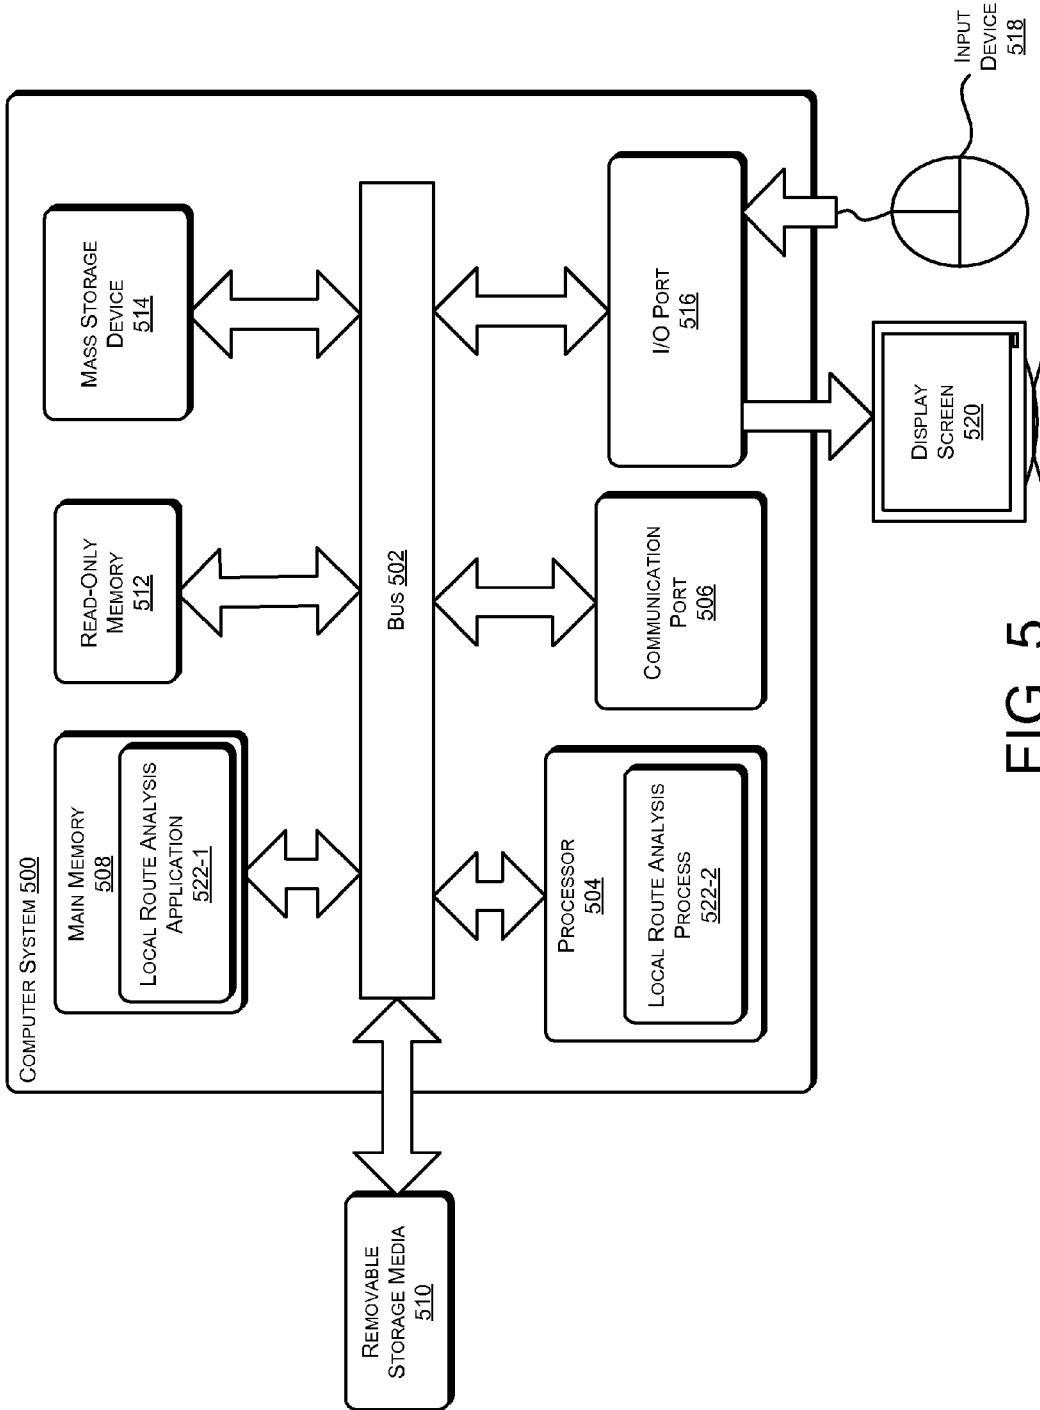 COMPUTER SYSTEM 500
MAIN MEMORY
508
LOCAL ROUTE ANALYSIS
APPLICATION
522-1
READ-ONLY
MEMORY
512
MASS STORAGE
DEVICE
514
REMOVABLE
STORAGE MEDIA
510
BUS 502
PROCESSOR
504
LOCAL ROUTE ANALYSIS
PROCESS
522-2
COMMUNICATION
PORT
506
I/O PORT
516
DISPLAY
SCREEN
520
INPUT
DEVICE
518
FIG. 5